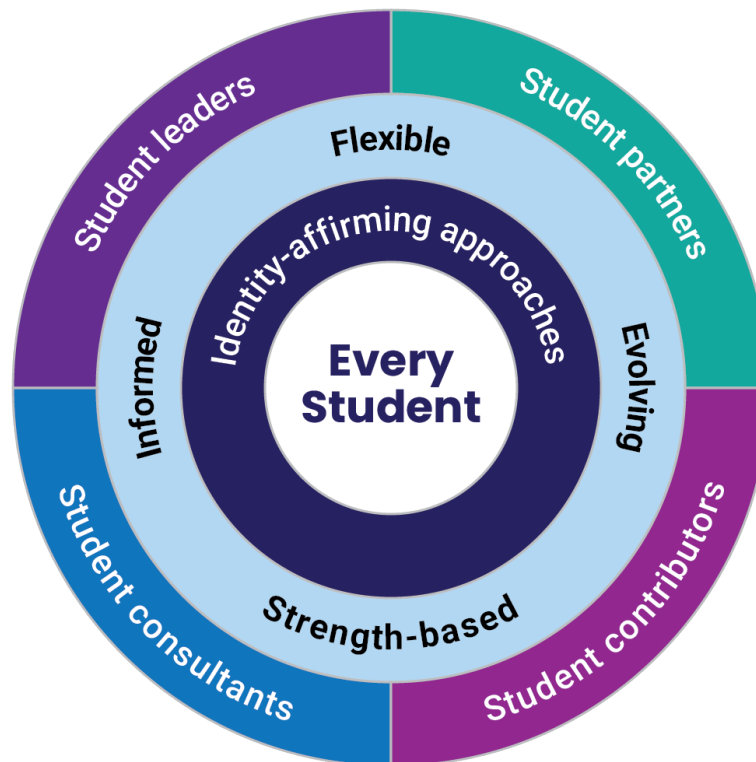 Student leaders
Student partners
Flexible
Identity-affirming approaches
Every
Student
Informed
Evolving
Strength-based
Student consultants
Student contributors